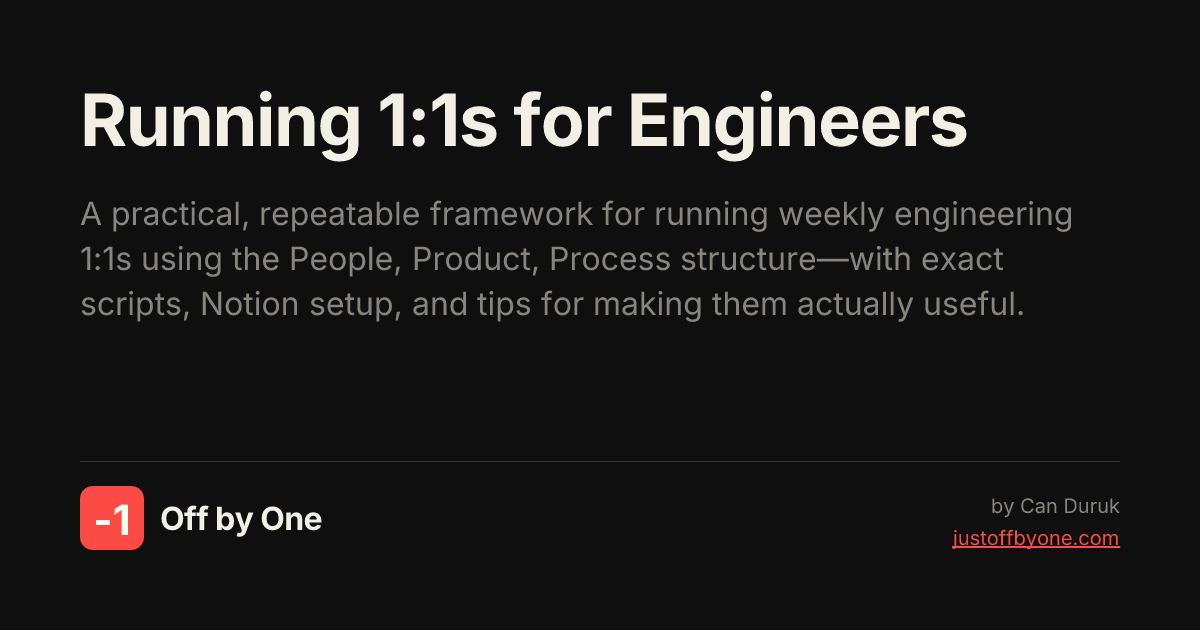 Running 1:1s for Engineers
A practical, repeatable framework for running weekly engineering
1:1s using the People, Product, Process structure—with exact
scripts, Notion setup, and tips for making them actually useful.
-1
Off by One
by Can Duruk
justoffbyone.com